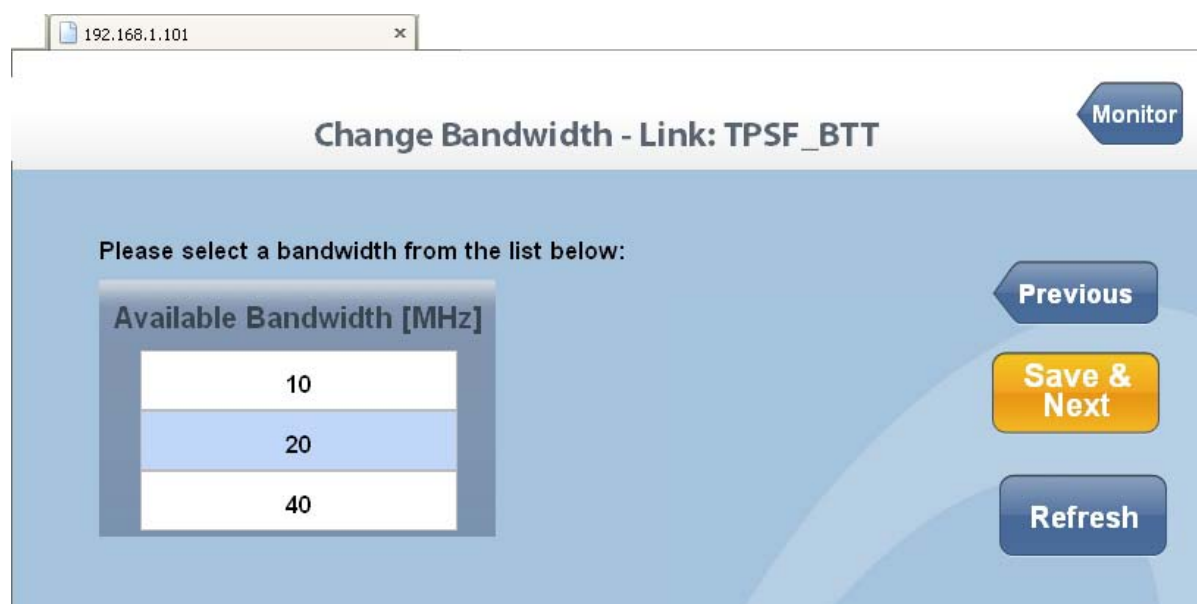 192.168.1.101
Monitor
Change Bandwidth - Link: TPSF_BTT
Please select a bandwidth from the list below:
Available Bandwidth [MHz]
10
20
40
Previous
Save &
Next
Refresh